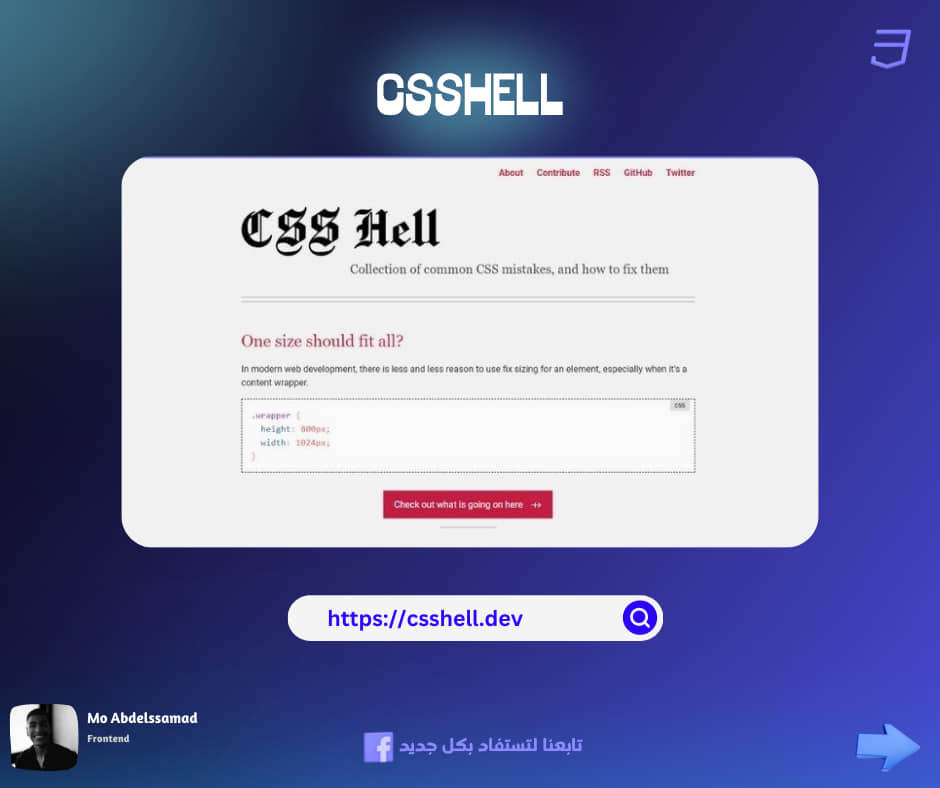 CSSHELL
About Contribute RSS GitHub Twitter
CSS Hell
Collection of common CSS mistakes, and how to fix them
One size should fit all?
In modern web development, there is less and less reason to use fix sizing for an element, especially when it's a
content wrapper.
CSS
.wrapper {
height: 600px;
width: 1024px;
}
Check out what is going on here
https://csshell.dev
Mo Abdelssamad
Frontend
تابعنا لتستفاد بكل جديد